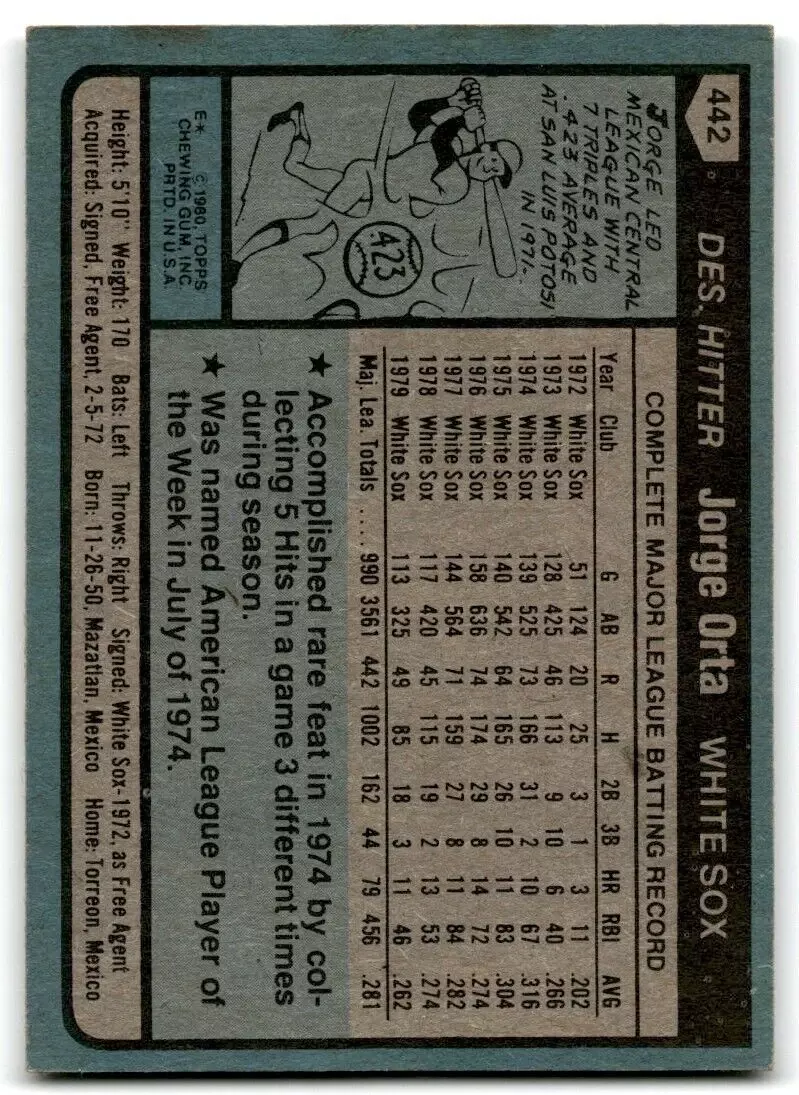 442 DES. HITTER Jorge Orta WHITE SOX
JORGE LED
MEXICAN CENTRAL
LEAGUE WITH
7 TRIPLES AND
.423 AVERAGE
AT SAN LUIS POTOSI
IN 1971.
423
E* © 1980, TOPPS
CHEWING GUM, INC.
PRTD. IN U.S.A.
COMPLETE MAJOR LEAGUE BATTING RECORD
Year Club G AB R H 2B 3B HR RBI AVG
1972 White Sox 51 124 20 25 3 1 3 11 .202
1973 White Sox 128 425 46 113 9 10 6 40 .266
1974 White Sox 139 525 73 166 31 2 10 67 .316
1975 White Sox 140 542 64 165 26 10 11 83 .304
1976 White Sox 158 636 74 174 29 8 14 72 .274
1977 White Sox 144 564 71 159 27 8 11 84 .282
1978 White Sox 117 420 45 115 19 2 13 53 .274
1979 White Sox 113 325 49 85 18 3 11 46 .262
Maj. Lea. Totals .... 990 3561 442 1002 162 44 79 456 .281
★ Accomplished rare feat in 1974 by col-
lecting 5 Hits in a game 3 different times
during season.
★ Was named American League Player of
the Week in July of 1974.
Height: 5'10" Weight: 170 Bats: Left Throws: Right Signed: White Sox-1972, as Free Agent
Acquired: Signed, Free Agent, 2-5-72 Born: 11-26-50, Mazatlan, Mexico Home: Torreon, Mexico